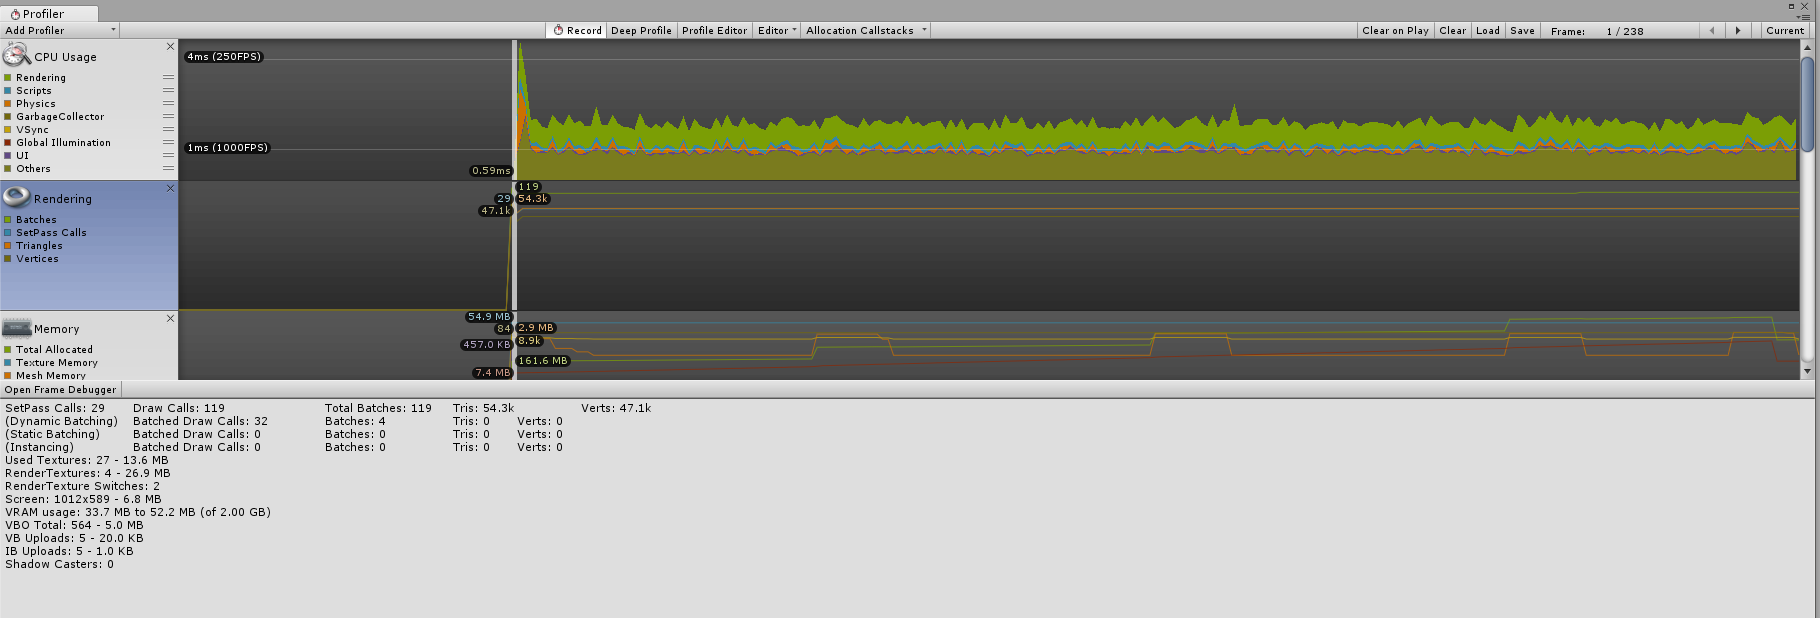 Profiler
Add Profiler Record Deep Profile Profile Editor Editor Allocation Callstacks Clear on Play Clear Load Save Frame: 1 / 238 Current
CPU Usage
Rendering
Scripts
Physics
GarbageCollector
VSync
Global Illumination
UI
Others
4ms (250FPS)
1ms (1000FPS)
0.59ms
Rendering
Batches
SetPass Calls
Triangles
Vertices
119
29 54.3k
47.1k
Memory
Total Allocated
Texture Memory
Mesh Memory
54.9 MB
84 2.9 MB
457.0 KB 8.9k
161.6 MB
7.4 MB
Open Frame Debugger
SetPass Calls: 29 Draw Calls: 119 Total Batches: 119 Tris: 54.3k Verts: 47.1k
(Dynamic Batching) Batched Draw Calls: 32 Batches: 4 Tris: 0 Verts: 0
(Static Batching) Batched Draw Calls: 0 Batches: 0 Tris: 0 Verts: 0
(Instancing) Batched Draw Calls: 0 Batches: 0 Tris: 0 Verts: 0
Used Textures: 27 - 13.6 MB
RenderTextures: 4 - 26.9 MB
RenderTexture Switches: 2
Screen: 1012x589 - 6.8 MB
VRAM usage: 33.7 MB to 52.2 MB (of 2.00 GB)
VBO Total: 564 - 5.0 MB
VB Uploads: 5 - 20.0 KB
IB Uploads: 5 - 1.0 KB
Shadow Casters: 0